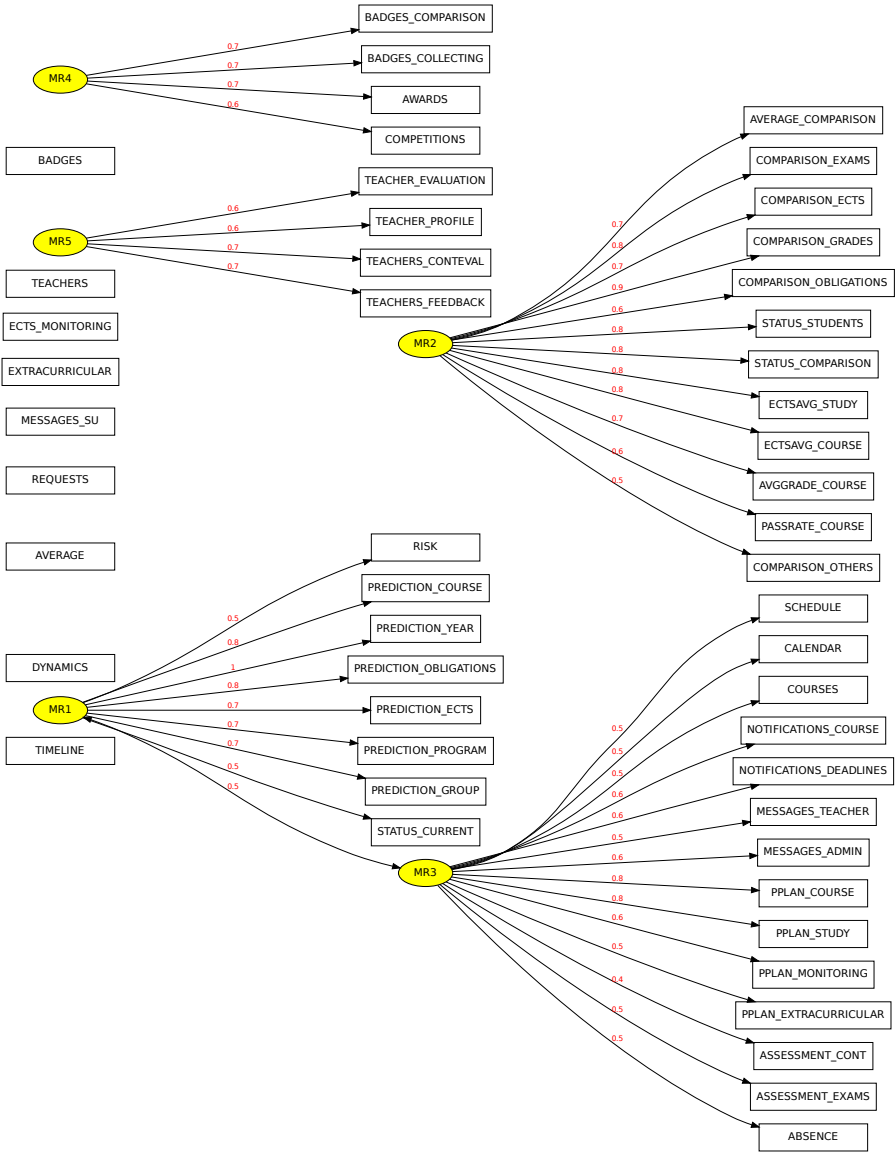 MR4
0.7
0.7
0.7
0.6
BADGES_COMPARISON
BADGES_COLLECTING
AWARDS
COMPETITIONS
BADGES
MR5
0.6
0.6
0.7
0.7
TEACHER_EVALUATION
TEACHER_PROFILE
TEACHERS_CONTEVAL
TEACHERS_FEEDBACK
TEACHERS
ECTS_MONITORING
EXTRACURRICULAR
MESSAGES_SU
REQUESTS
AVERAGE
DYNAMICS
MR2
0.7
0.8
0.7
0.9
0.6
0.8
0.8
0.8
0.8
0.7
0.6
0.5
AVERAGE_COMPARISON
COMPARISON_EXAMS
COMPARISON_ECTS
COMPARISON_GRADES
COMPARISON_OBLIGATIONS
STATUS_STUDENTS
STATUS_COMPARISON
ECTSAVG_STUDY
ECTSAVG_COURSE
AVGGRADE_COURSE
PASSRATE_COURSE
COMPARISON_OTHERS
MR1
TIMELINE
0.5
0.8
1
0.8
0.7
0.7
0.7
0.5
0.5
RISK
PREDICTION_COURSE
PREDICTION_YEAR
PREDICTION_OBLIGATIONS
PREDICTION_ECTS
PREDICTION_PROGRAM
PREDICTION_GROUP
STATUS_CURRENT
MR3
0.5
0.5
0.5
0.6
0.6
0.5
0.6
0.8
0.8
0.6
0.5
0.4
0.5
0.5
SCHEDULE
CALENDAR
COURSES
NOTIFICATIONS_COURSE
NOTIFICATIONS_DEADLINES
MESSAGES_TEACHER
MESSAGES_ADMIN
PPLAN_COURSE
PPLAN_STUDY
PPLAN_MONITORING
PPLAN_EXTRACURRICULAR
ASSESSMENT_CONT
ASSESSMENT_EXAMS
ABSENCE